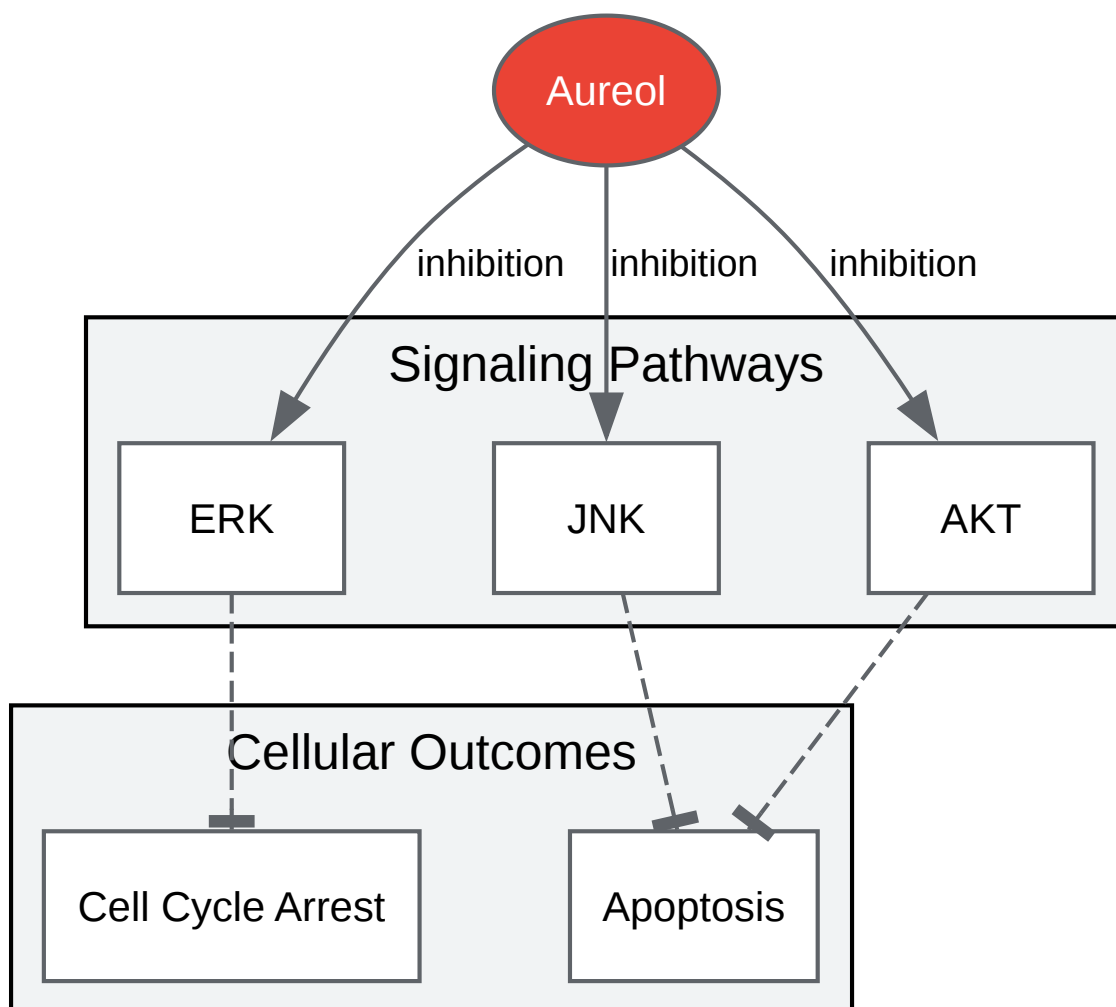 Aureol
inhibition
inhibition
inhibition
Signaling Pathways
ERK
JNK
AKT
Cellular Outcomes
Cell Cycle Arrest
Apoptosis